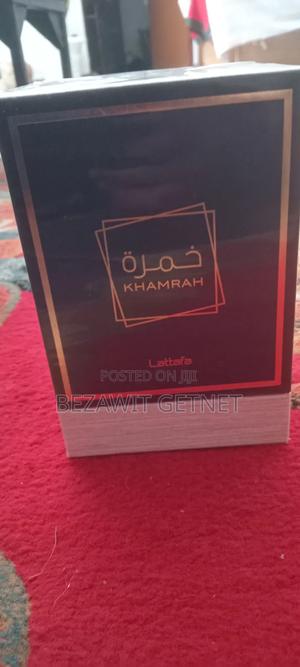 خمرة
KHAMRAH
Lattafa
POSTED ON JIJI
BEZAWIT GETNET